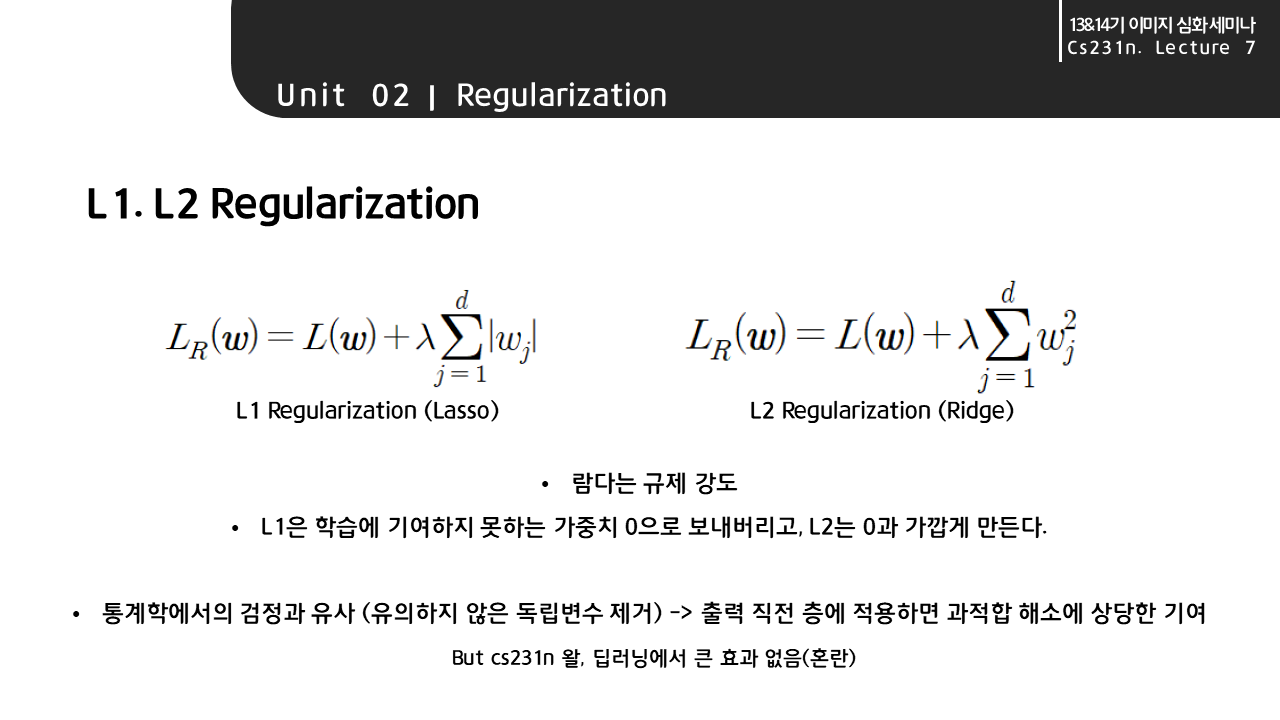 13&14기 이미지 심화세미나
Cs231n. Lecture 7
Unit 02 | Regularization
L1. L2 Regularization
L_R(w) = L(w) + λ∑_{j=1}^{d}|w_j|
L_R(w) = L(w) + λ∑_{j=1}^{d}w_j^2
L1 Regularization (Lasso)
L2 Regularization (Ridge)
• 람다는 규제 강도
• L1은 학습에 기여하지 못하는 가중치 0으로 보내버리고, L2는 0과 가깝게 만든다.
• 통계학에서의 검정과 유사 (유의하지 않은 독립변수 제거) -> 출력 직전 층에 적용하면 과적합 해소에 상당한 기여
But cs231n 왈, 딥러닝에서 큰 효과 없음(혼란)